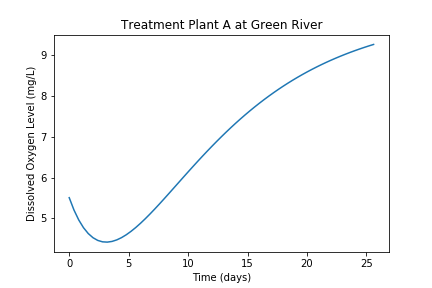 Treatment Plant A at Green River
Dissolved Oxygen Level (mg/L)
9
8
7
6
5
0 5 10 15 20 25
Time (days)